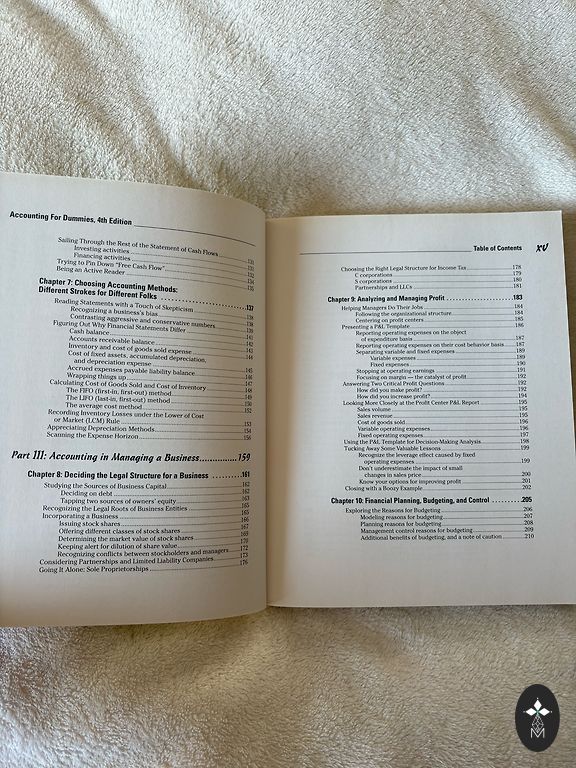 Accounting For Dummies, 4th Edition
Sailing Through the Rest of the Statement of Cash Flows
Investing activities 131
Financing activities 132
Trying to Pin Down "Free Cash Flow" 134
Being an Active Reader 135
Chapter 7: Choosing Accounting Methods:
Different Strokes for Different Folks 137
Reading Statements with a Touch of Skepticism
Recognizing a business's bias 138
Contrasting aggressive and conservative numbers 138
Figuring Out Why Financial Statements Differ
Cash balance 141
Accounts receivable balance 142
Inventory and cost of goods sold expense 143
Cost of fixed assets, accumulated depreciation,
and depreciation expense 144
Accrued expenses payable liability balance 145
Wrapping things up 146
Calculating Cost of Goods Sold and Cost of Inventory 147
The FIFO (first-in, first-out) method 148
The LIFO (last-in, first-out) method 149
The average cost method
Recording Inventory Losses under the Lower of Cost
or Market (LCM) Rule 153
Appreciating Depreciation Methods 154
Scanning the Expense Horizon 156
Part III: Accounting in Managing a Business 159
Chapter 8: Deciding the Legal Structure for a Business 161
Studying the Sources of Business Capital 162
Deciding on debt 162
Tapping two sources of owners' equity 163
Recognizing the Legal Roots of Business Entities 165
Incorporating a Business 165
Issuing stock shares 166
Offering different classes of stock shares 167
Determining the market value of stock shares 169
Keeping alert for dilution of share value 170
Recognizing conflicts between stockholders and managers 172
Considering Partnerships and Limited Liability Companies 173
Going It Alone: Sole Proprietorships 176
Table of Contents xv
Choosing the Right Legal Structure for Income Tax 178
C corporations 179
S corporations 180
Partnerships and LLCs 181
Chapter 9: Analyzing and Managing Profit 183
Helping Managers Do Their Jobs 184
Following the organizational structure 184
Centering on profit centers 185
Presenting a P&L Template 186
Reporting operating expenses on the object
of expenditure basis 187
Reporting operating expenses on their cost behavior basis 187
Separating variable and fixed expenses 189
Variable expenses 189
Fixed expenses 190
Stopping at operating earnings 191
Focusing on margin — the catalyst of profit 192
Answering Two Critical Profit Questions 192
How did you make profit? 193
How did you increase profit? 194
Looking More Closely at the Profit Center P&L Report 195
Sales volume 195
Sales revenue 195
Cost of goods sold 196
Variable operating expenses 196
Fixed operating expenses 197
Using the P&L Template for Decision-Making Analysis 198
Tucking Away Some Valuable Lessons 199
Recognize the leverage effect caused by fixed
operating expenses 199
Don't underestimate the impact of small
changes in sales price 200
Know your options for improving profit 201
Closing with a Boozy Example 202
Chapter 10: Financial Planning, Budgeting, and Control 205
Exploring the Reasons for Budgeting 206
Modeling reasons for budgeting 207
Planning reasons for budgeting 208
Management control reasons for budgeting 209
Additional benefits of budgeting, and a note of caution 210
M